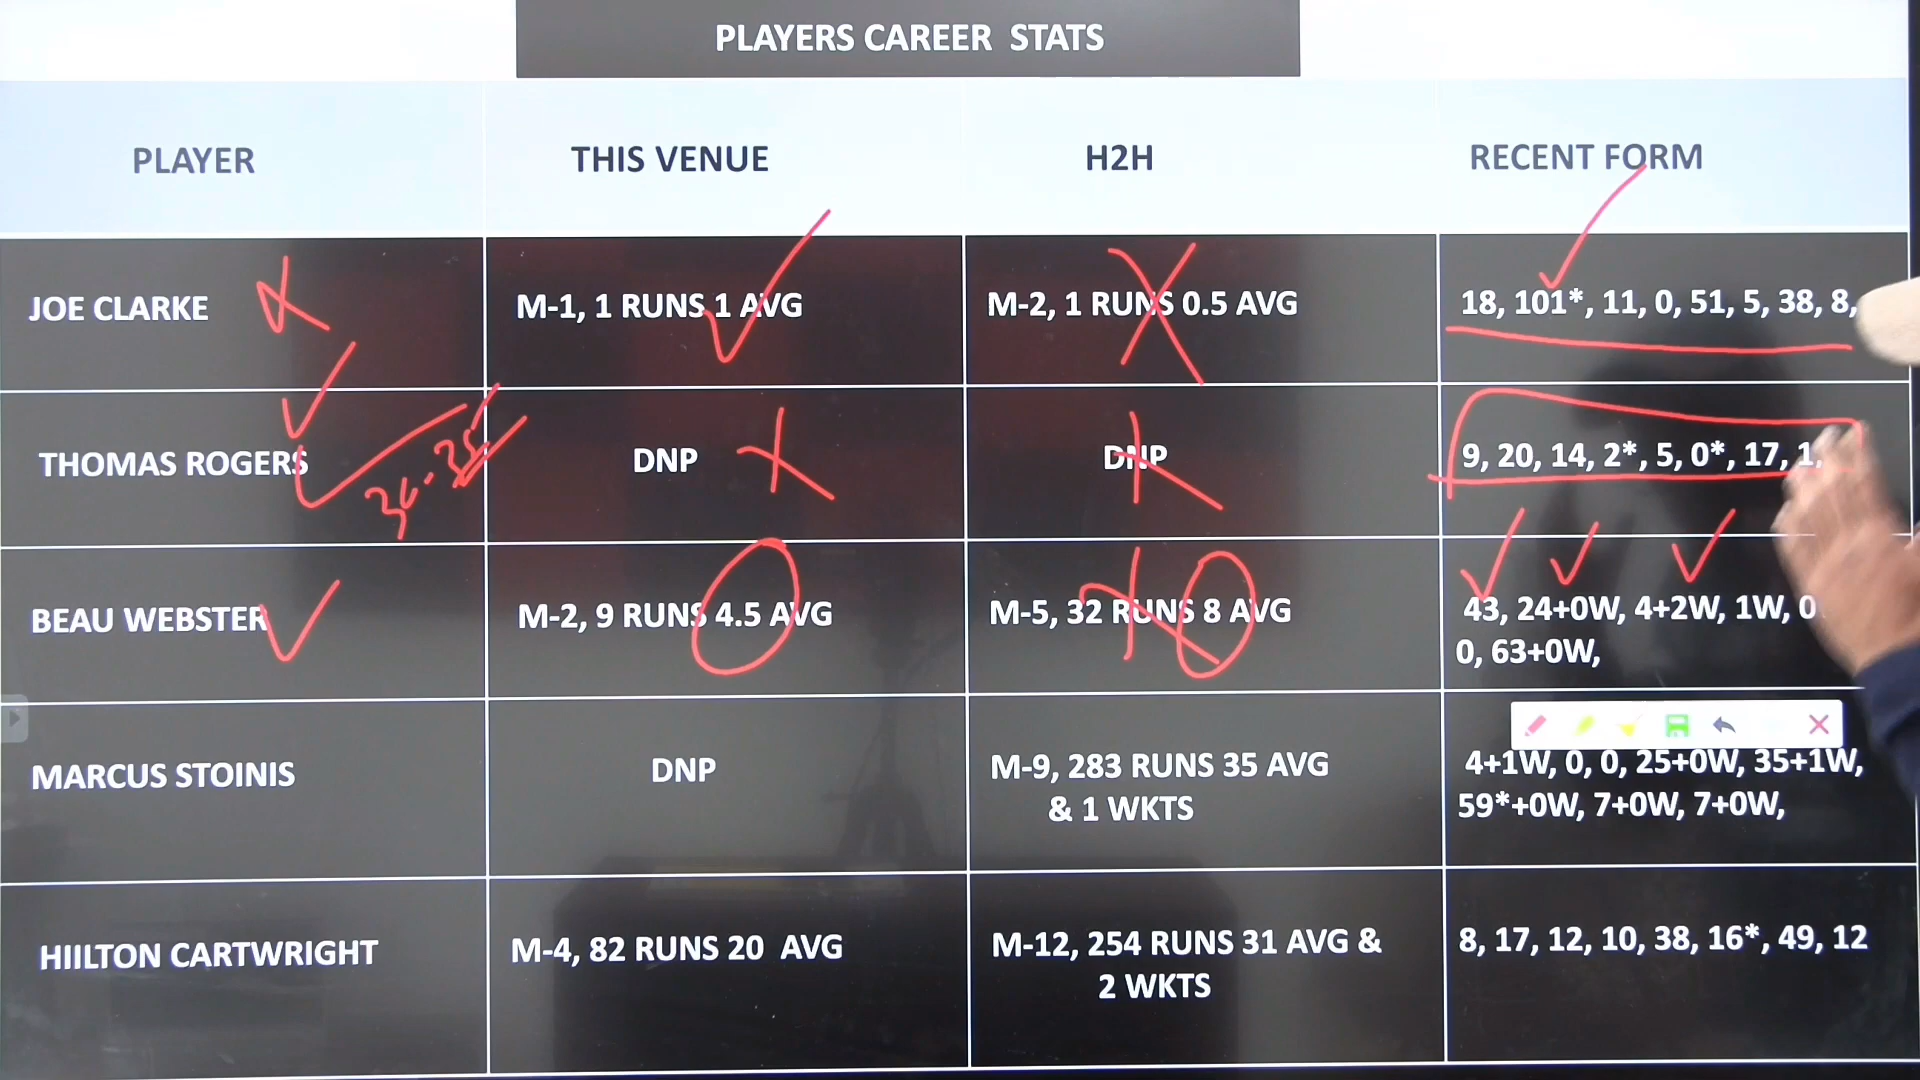 PLAYERS CAREER STATS
PLAYER THIS VENUE H2H RECENT FORM
JOE CLARKE M-1, 1 RUNS 1 AVG M-2, 1 RUNS 0.5 AVG 18, 101*, 11, 0, 51, 5, 38, 8,
THOMAS ROGERS DNP DNP 9, 20, 14, 2*, 5, 0*, 17, 1,
BEAU WEBSTER M-2, 9 RUNS 4.5 AVG M-5, 32 RUNS 8 AVG 43, 24+0W, 4+2W, 1W, 0
0, 63+0W,
MARCUS STOINIS DNP M-9, 283 RUNS 35 AVG
& 1 WKTS
4+1W, 0, 0, 25+0W, 35+1W,
59*+0W, 7+0W, 7+0W,
HIILTON CARTWRIGHT M-4, 82 RUNS 20 AVG M-12, 254 RUNS 31 AVG &
2 WKTS
8, 17, 12, 10, 38, 16*, 49, 12